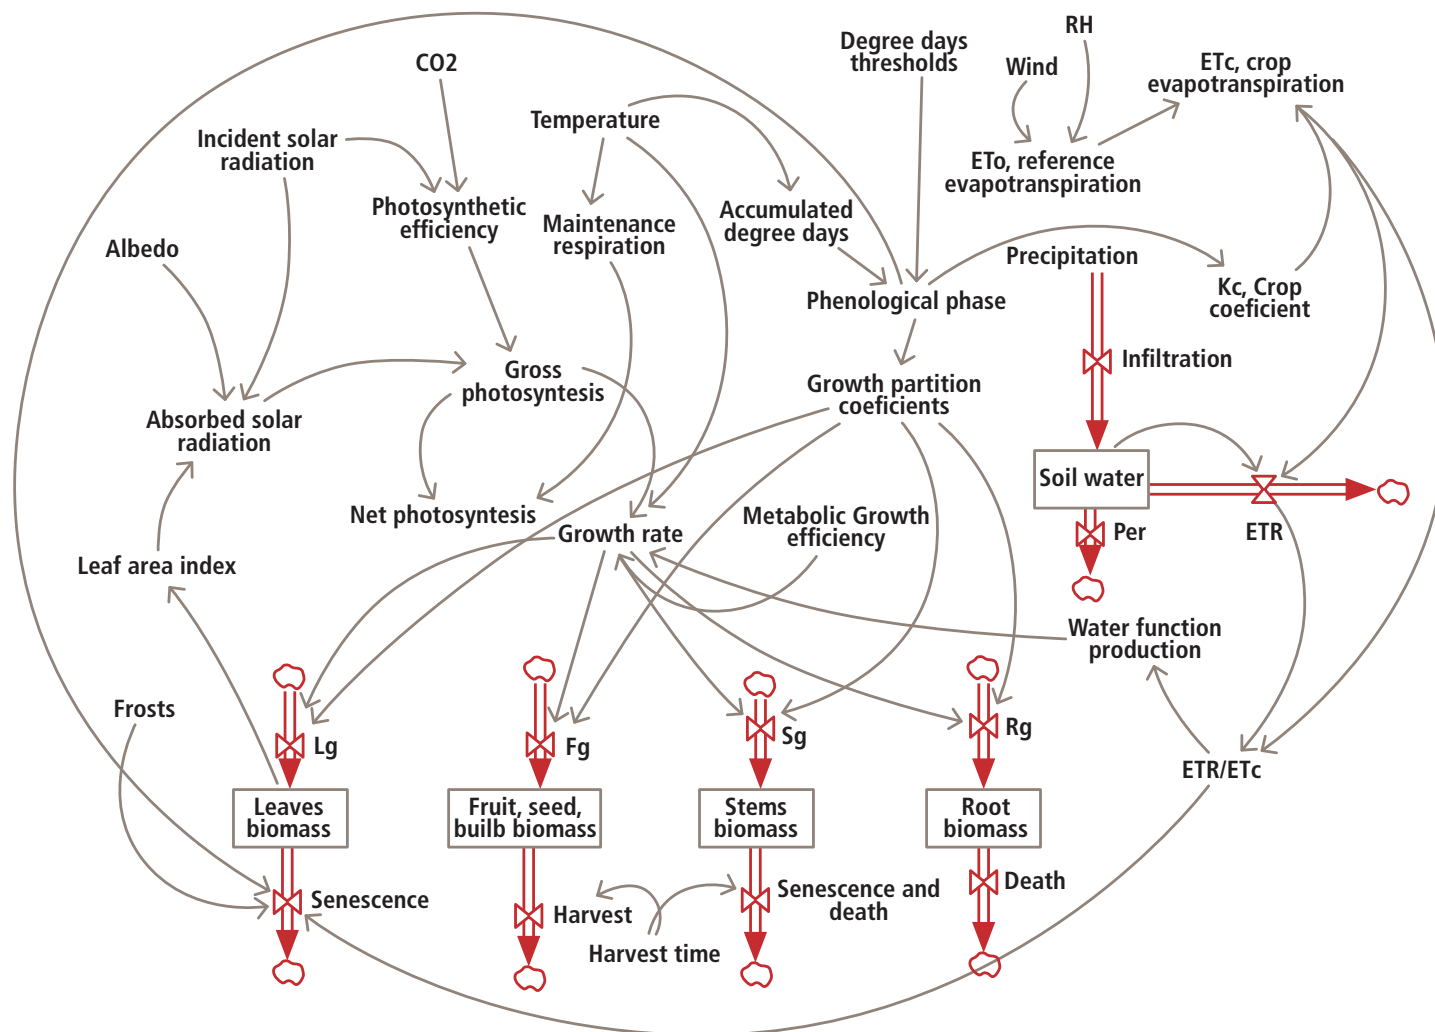 RH
Degree days
thresholds
CO2
Wind
ETc, crop
evapotranspiration
Temperature
Incident solar
radiation
ETo, reference
evapotranspiration
Photosynthetic
efficiency
Accumulated
degree days
Maintenance
respiration
Albedo
Precipitation
Kc, Crop
coeficient
Phenological phase
Infiltration
Gross
photosyntesis
Growth partition
coeficients
Absorbed solar
radiation
Soil water
Net photosyntesis
Growth rate
Metabolic Growth
efficiency
Per
ETR
Leaf area index
Water function
production
Frosts
Lg
Fg
Sg
Rg
ETR/ETc
Leaves
biomass
Fruit, seed,
builb biomass
Stems
biomass
Root
biomass
Senescence
Harvest
Senescence and
death
Death
Harvest time